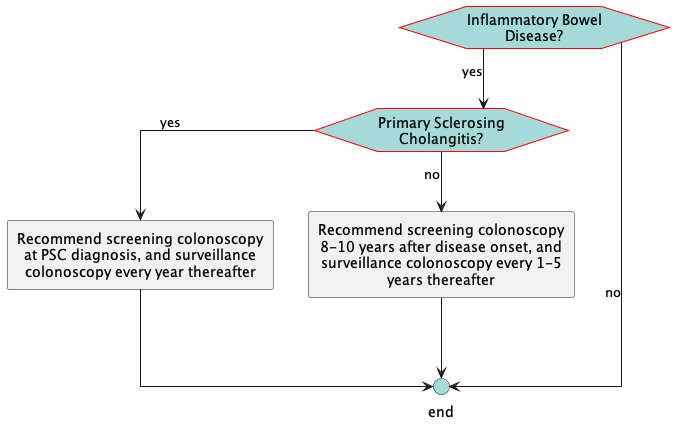 Inflammatory Bowel
Disease?
yes
Primary Sclerosing
Cholangitis?
yes
no
Recommend screening colonoscopy
at PSC diagnosis, and surveillance
colonoscopy every year thereafter
Recommend screening colonoscopy
8-10 years after disease onset, and
surveillance colonoscopy every 1-5
years thereafter
no
end